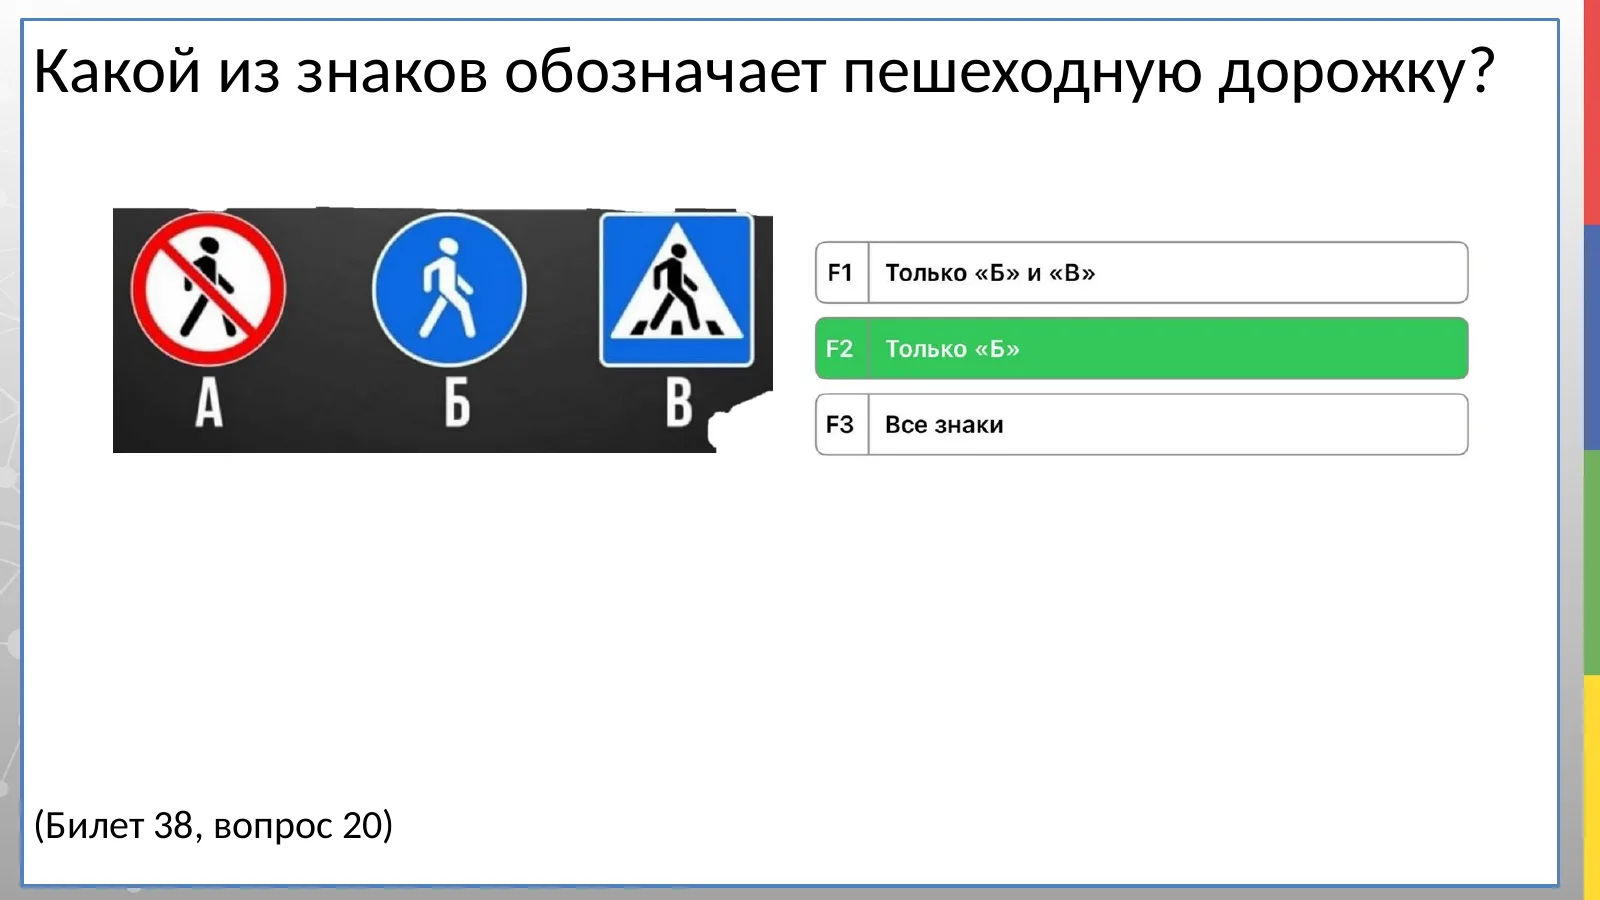 Какой из знаков обозначает пешеходную дорожку?
А Б В
F1 Только «Б» и «В»
F2 Только «Б»
F3 Все знаки
(Билет 38, вопрос 20)